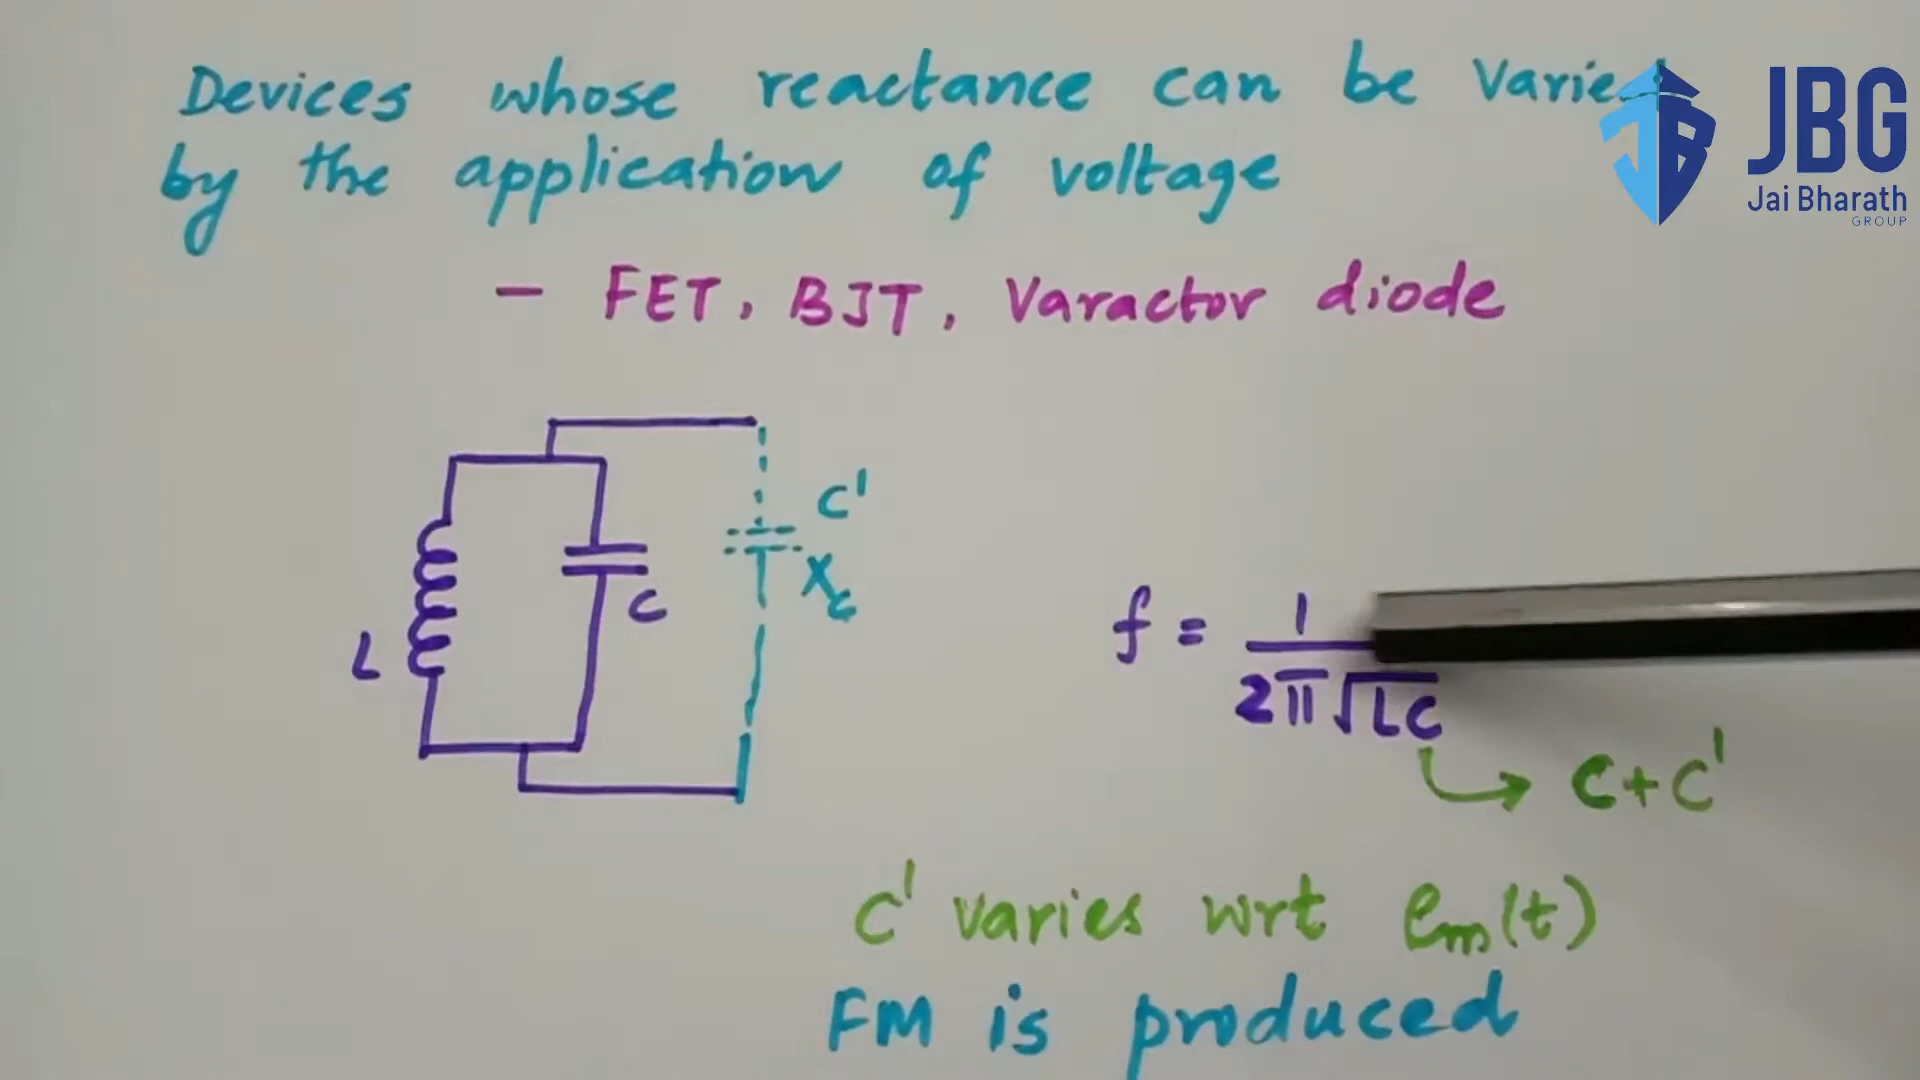 Devices whose reactance can be varied
by the application of voltage
- FET, BJT, Varactor diode
JBG
Jai Bharath
GROUP
C'
X_c
C
L
f = 1 / 2π√LC
→ C+C'
C' varies wrt em(t)
FM is produced